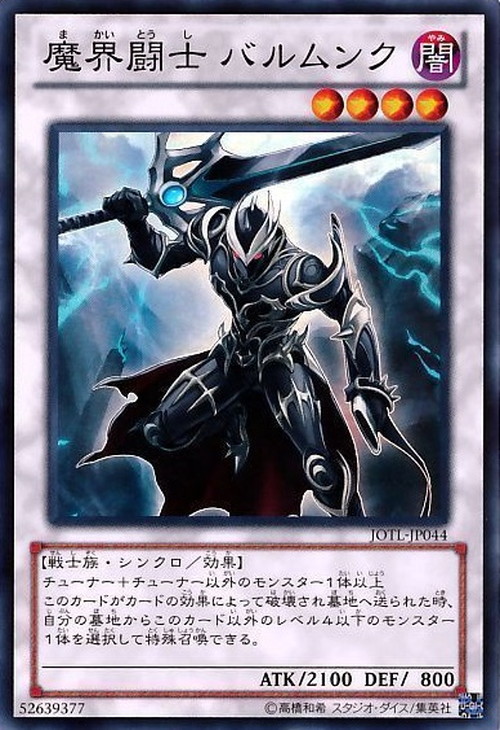 魔界闘士 バルムンク 闇
JOTL-JP044
【戦士族・シンクロ／効果】
チューナー＋チューナー以外のモンスター1体以上
このカードがカードの効果によって破壊され墓地へ送られた時、
自分の墓地からこのカード以外のレベル4以下のモンスター
1体を選択して特殊召喚できる。
ATK/2100 DEF/ 800
52639377 ©高橋和希 スタジオ・ダイス/集英社